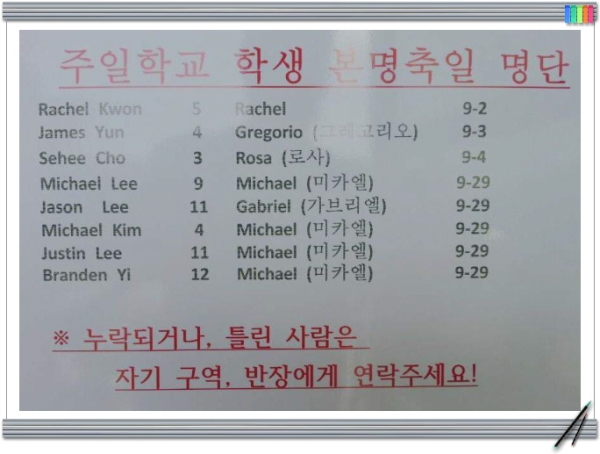 주일학교 학생 본명축일 명단
Rachel Kwon 5 Rachel 9-2
James Yun 4 Gregorio (그레고리오) 9-3
Sehee Cho 3 Rosa (로사) 9-4
Michael Lee 9 Michael (미카엘) 9-29
Jason Lee 11 Gabriel (가브리엘) 9-29
Michael Kim 4 Michael (미카엘) 9-29
Justin Lee 11 Michael (미카엘) 9-29
Branden Yi 12 Michael (미카엘) 9-29
※ 누락되거나, 틀린 사람은
자기 구역, 반장에게 연락주세요!